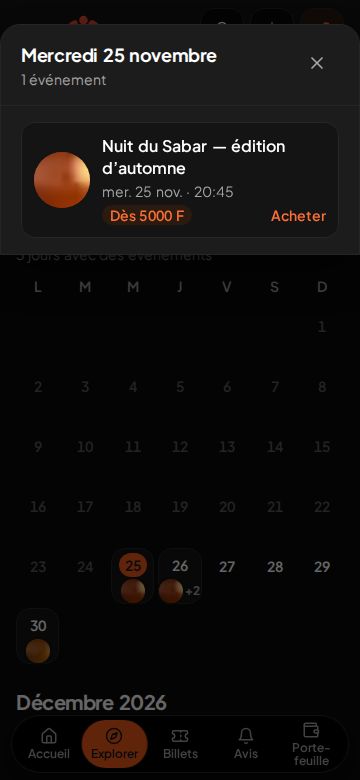 Mercredi 25 novembre
1 événement
Nuit du Sabar — édition
d’automne
mer. 25 nov. · 20:45
Dès 5000 F
Acheter
3 jours avec des événements
L M M J V S D
1
2 3 4 5 6 7 8
9 10 11 12 13 14 15
16 17 18 19 20 21 22
23 24 25 26 27 28 29
+2
30
Décembre 2026
Accueil Explorer Billets Avis Porte-
feuille